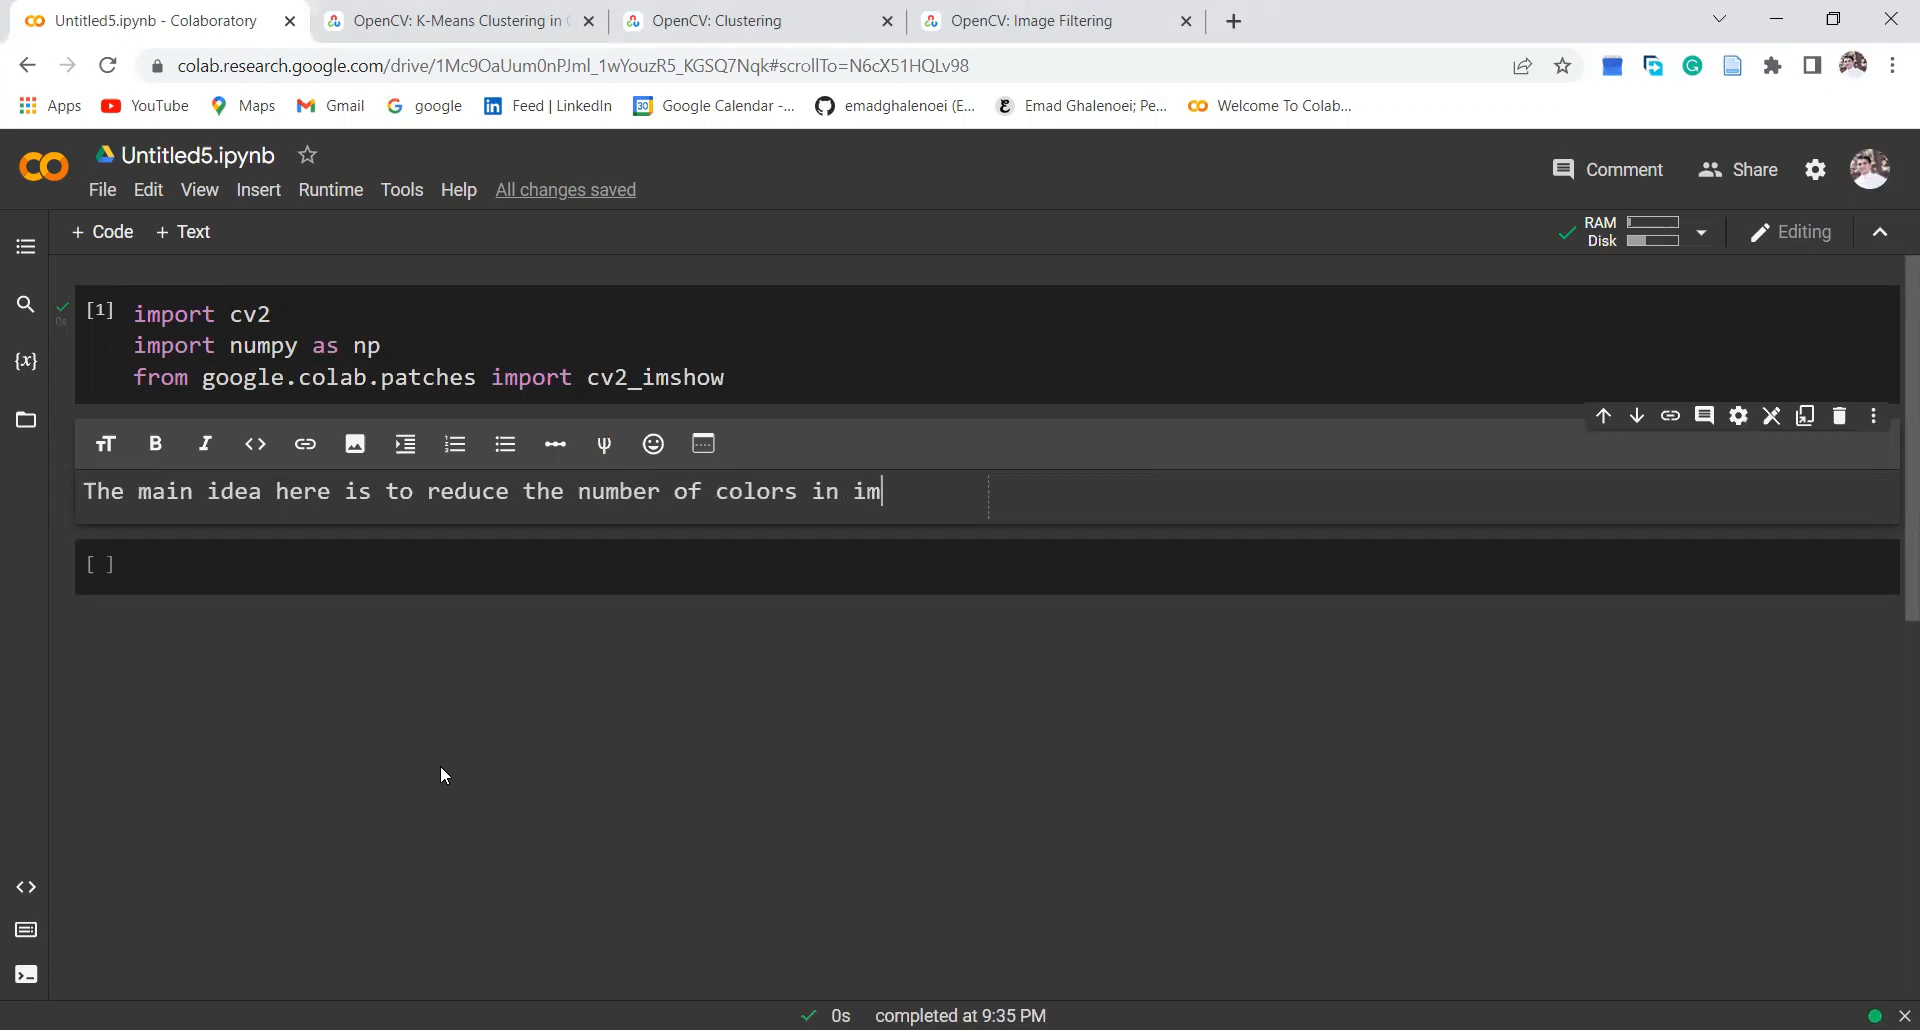 Untitled5.ipynb - Colaboratory
OpenCV: K-Means Clustering in
OpenCV: Clustering
OpenCV: Image Filtering
colab.research.google.com/drive/1Mc9OaUum0nPJml_1wYouzR5_KGSQ7Nqk#scrollTo=N6cX51HQLv98
Apps YouTube Maps Gmail google Feed | LinkedIn Google Calendar -... emadghalenoei (E... Emad Ghalenoei; Pe... Welcome To Colab...
Untitled5.ipynb
Comment Share
File Edit View Insert Runtime Tools Help All changes saved
+ Code + Text
RAM
Disk
Editing
[1] import cv2
import numpy as np
from google.colab.patches import cv2_imshow
The main idea here is to reduce the number of colors in im
[ ]
0s completed at 9:35 PM